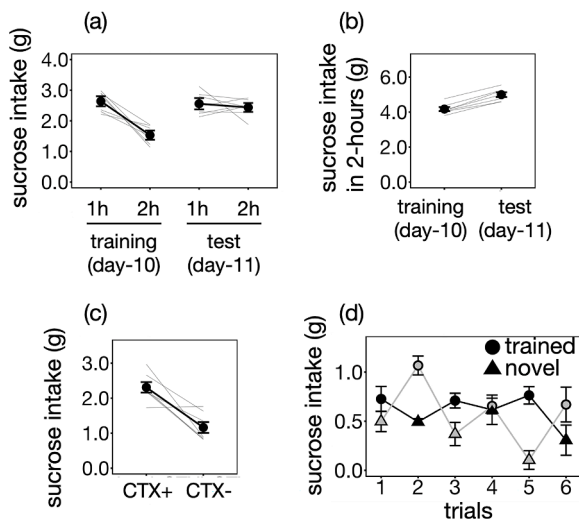 (a)
sucrose intake (g)
4.0
3.0
2.0
1.0
0.0
1h 2h 1h 2h
training test
(day-10) (day-11)
(b)
sucrose intake
in 2-hours (g)
6.0
4.0
2.0
0.0
training test
(day-10) (day-11)
(c)
sucrose intake (g)
3.0
2.0
1.0
0.0
CTX+ CTX-
(d)
sucrose intake (g)
trained
novel
1.0
0.5
0.0
1 2 3 4 5 6
trials